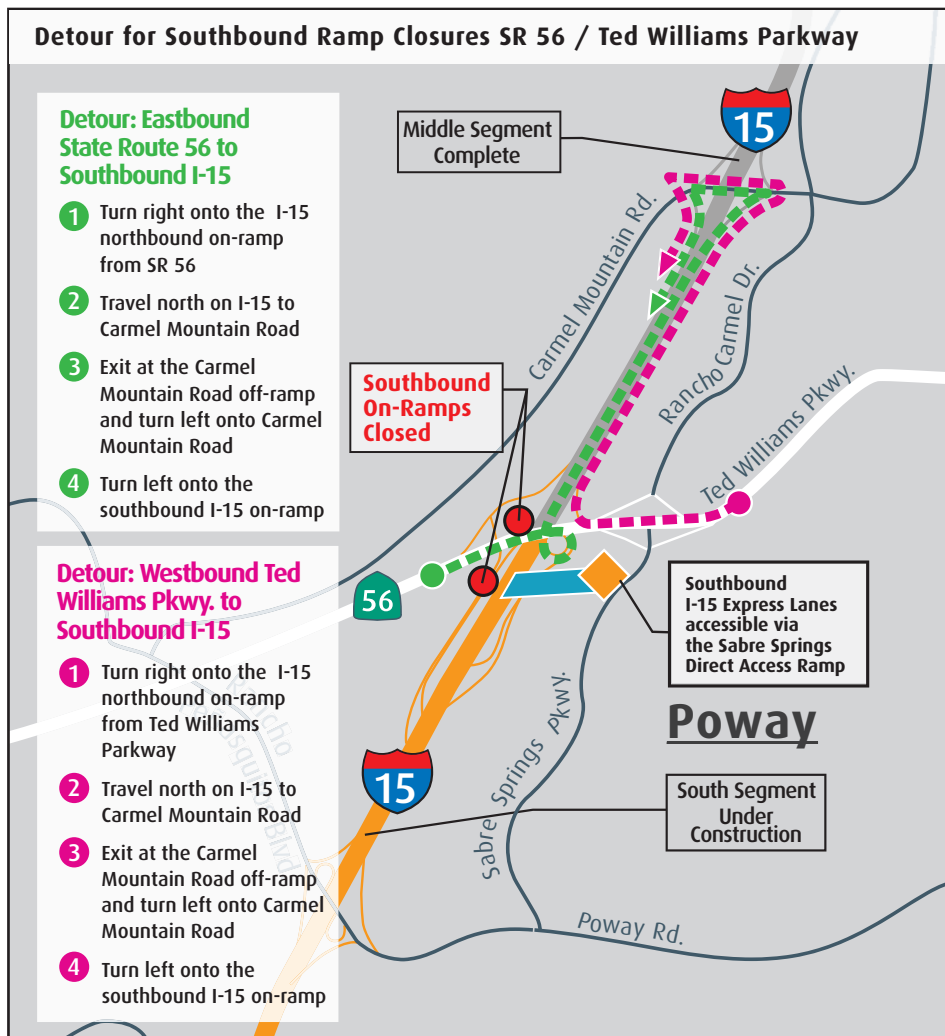 Detour for Southbound Ramp Closures SR 56 / Ted Williams Parkway
Detour: Eastbound
State Route 56 to
Southbound I-15
1 Turn right onto the I-15
northbound on-ramp
from SR 56
2 Travel north on I-15 to
Carmel Mountain Road
3 Exit at the Carmel
Mountain Road off-ramp
and turn left onto Carmel
Mountain Road
4 Turn left onto the
southbound I-15 on-ramp
Detour: Westbound Ted
Williams Pkwy. to
Southbound I-15
1 Turn right onto the I-15
northbound on-ramp
from Ted Williams
Parkway
2 Travel north on I-15 to
Carmel Mountain Road
3 Exit at the Carmel
Mountain Road off-ramp
and turn left onto Carmel
Mountain Road
4 Turn left onto the
southbound I-15 on-ramp
Middle Segment
Complete
15
Carmel Mountain Rd.
Rancho Carmel Dr.
Ted Williams Pkwy.
Southbound
On-Ramps
Closed
56
Southbound
I-15 Express Lanes
accessible via
the Sabre Springs
Direct Access Ramp
Poway
15
Sabre Springs Pkwy.
South Segment
Under
Construction
Poway Rd.
Rancho
Blvd